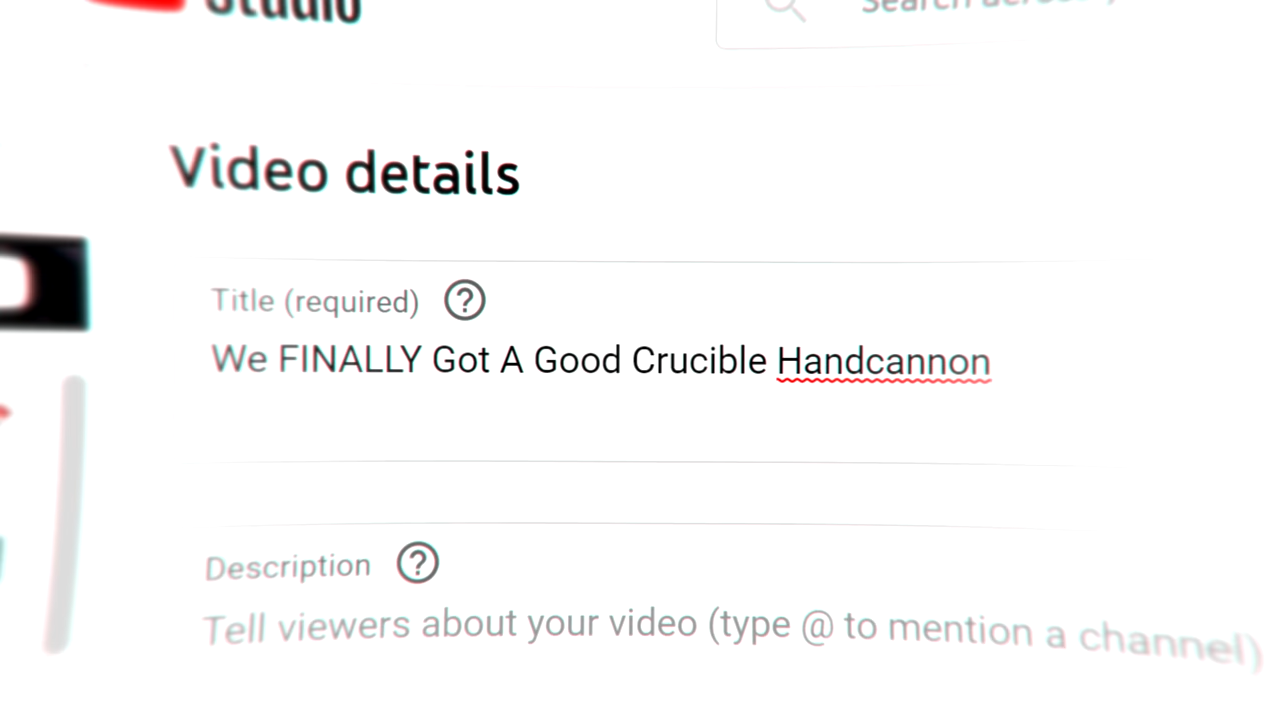 Studio
Video details
Title (required)
We FINALLY Got A Good Crucible Handcannon
Description
Tell viewers about your video (type @ to mention a channel)